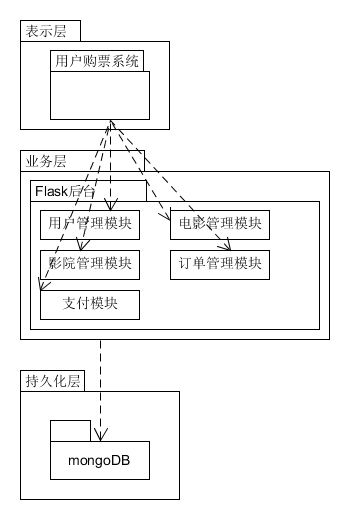 表示层
用户购票系统
业务层
Flask后台
用户管理模块
电影管理模块
影院管理模块
订单管理模块
支付模块
持久化层
mongoDB